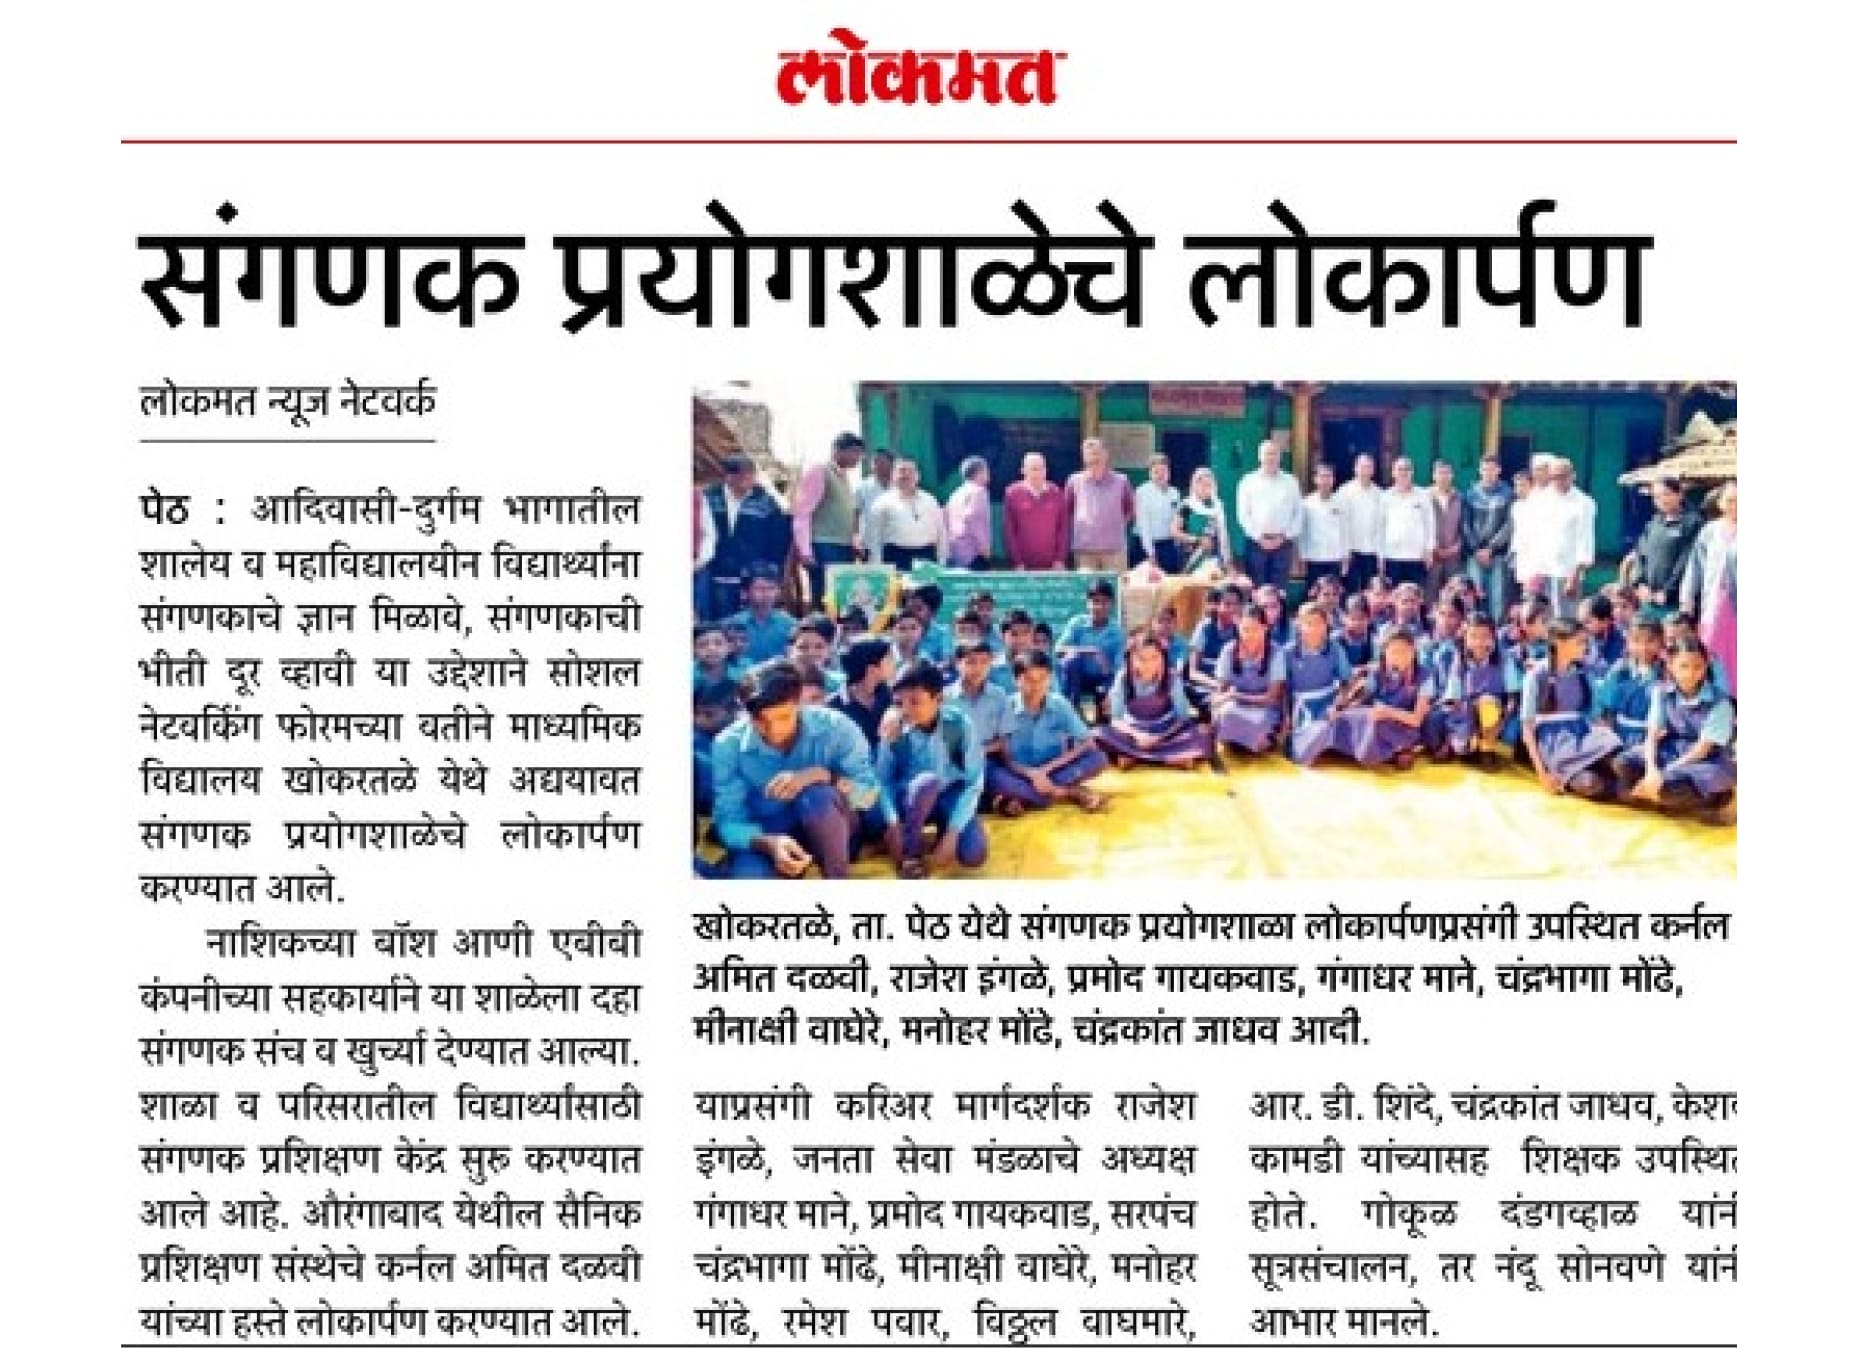 लोकमत
संगणक प्रयोगशाळेचे लोकार्पण
लोकमत न्यूज नेटवर्क
पेठ : आदिवासी-दुर्गम भागातील
शालेय व महाविद्यालयीन विद्यार्थ्यांना
संगणकाचे ज्ञान मिळावे, संगणकाची
भीती दूर व्हावी या उद्देशाने सोशल
नेटवर्किंग फोरमच्या वतीने माध्यमिक
विद्यालय खोकरतळे येथे अद्ययावत
संगणक प्रयोगशाळेचे लोकार्पण
करण्यात आले.
नाशिकच्या बॉश आणी एबीबी
कंपनीच्या सहकार्याने या शाळेला दहा
संगणक संच व खुर्च्या देण्यात आल्या.
शाळा व परिसरातील विद्यार्थ्यांसाठी
संगणक प्रशिक्षण केंद्र सुरू करण्यात
आले आहे. औरंगाबाद येथील सैनिक
प्रशिक्षण संस्थेचे कर्नल अमित दळवी
यांच्या हस्ते लोकार्पण करण्यात आले.
खोकरतळे, ता. पेठ येथे संगणक प्रयोगशाळा लोकार्पणप्रसंगी उपस्थित कर्नल
अमित दळवी, राजेश इंगळे, प्रमोद गायकवाड, गंगाधर माने, चंद्रभागा मोंढे,
मीनाक्षी वाघेरे, मनोहर मोंढे, चंद्रकांत जाधव आदी.
याप्रसंगी करिअर मार्गदर्शक राजेश
इंगळे, जनता सेवा मंडळाचे अध्यक्ष
गंगाधर माने, प्रमोद गायकवाड, सरपंच
चंद्रभागा मोंढे, मीनाक्षी वाघेरे, मनोहर
मोंढे, रमेश पवार, विठ्ठल वाघमारे,
आर. डी. शिंदे, चंद्रकांत जाधव, केशव
कामडी यांच्यासह शिक्षक उपस्थित
होते. गोकूळ दंडगव्हाळ यांनी
सूत्रसंचालन, तर नंदू सोनवणे यांनी
आभार मानले.